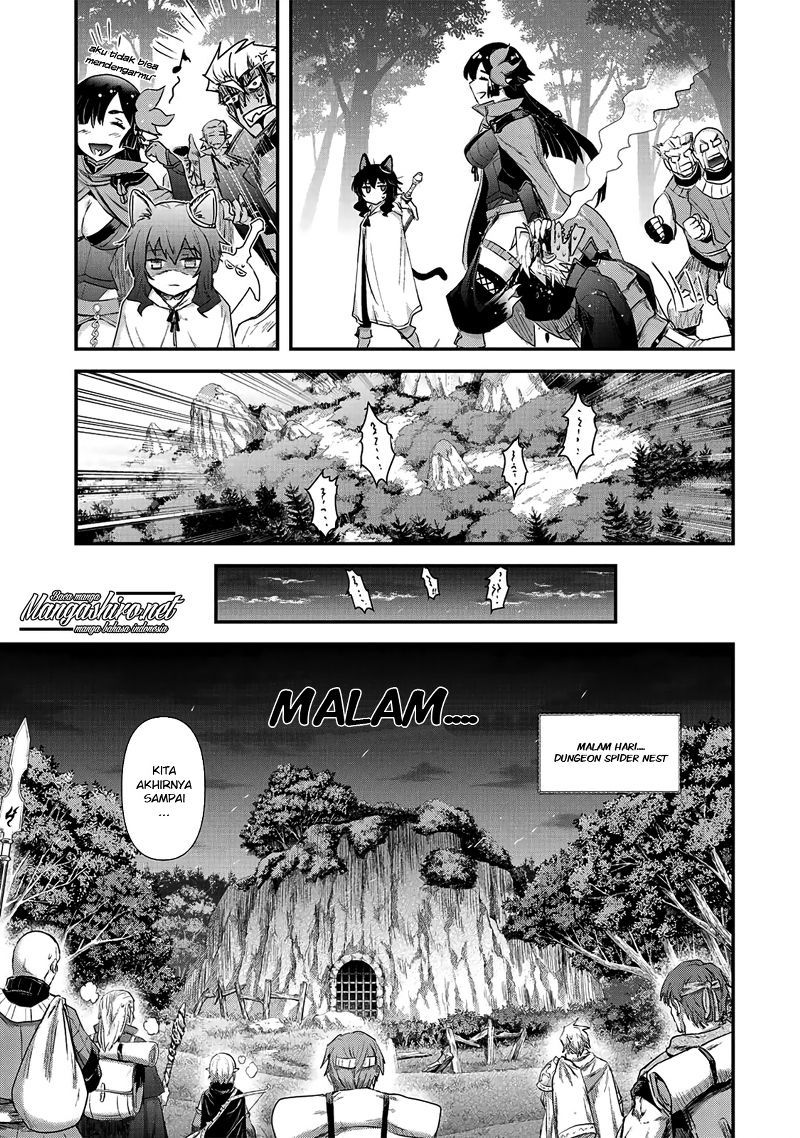 aku tidak bisa
mendengarmu~
Baca manga
Mangashiro.net
manga bahasa indonesia
MALAM....
MALAM HARI....
DUNGEON SPIDER NEST
KITA
AKHIRNYA
SAMPAI
...